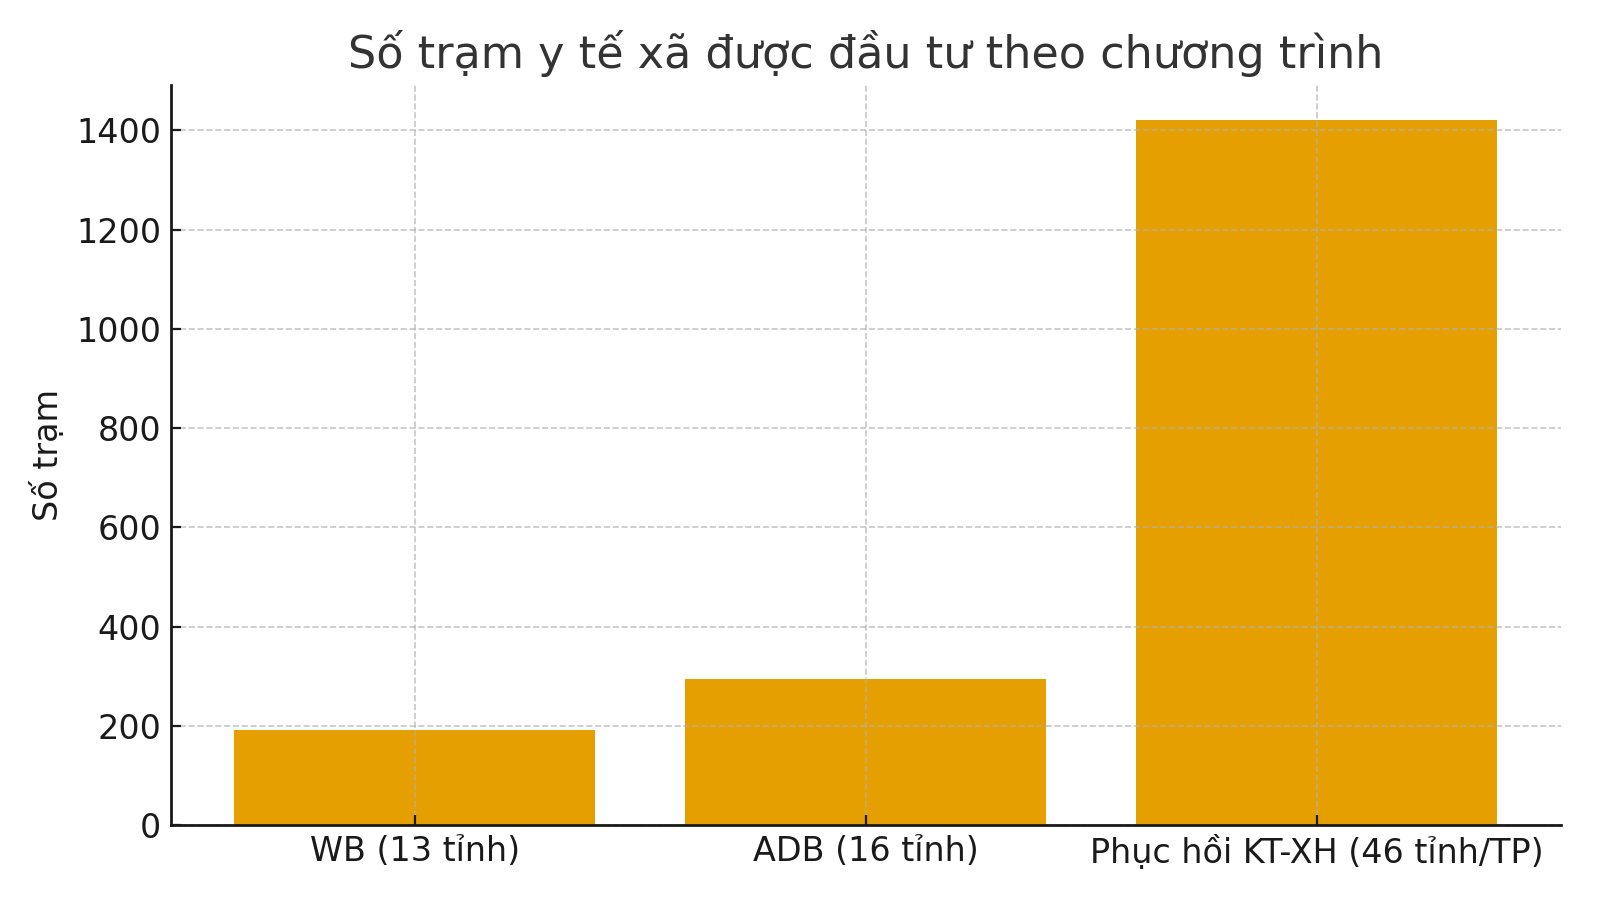 Số trạm y tế xã được đầu tư theo chương trình
Số trạm
1400
1200
1000
800
600
400
200
0
WB (13 tỉnh)
ADB (16 tỉnh)
Phục hồi KT-XH (46 tỉnh/TP)